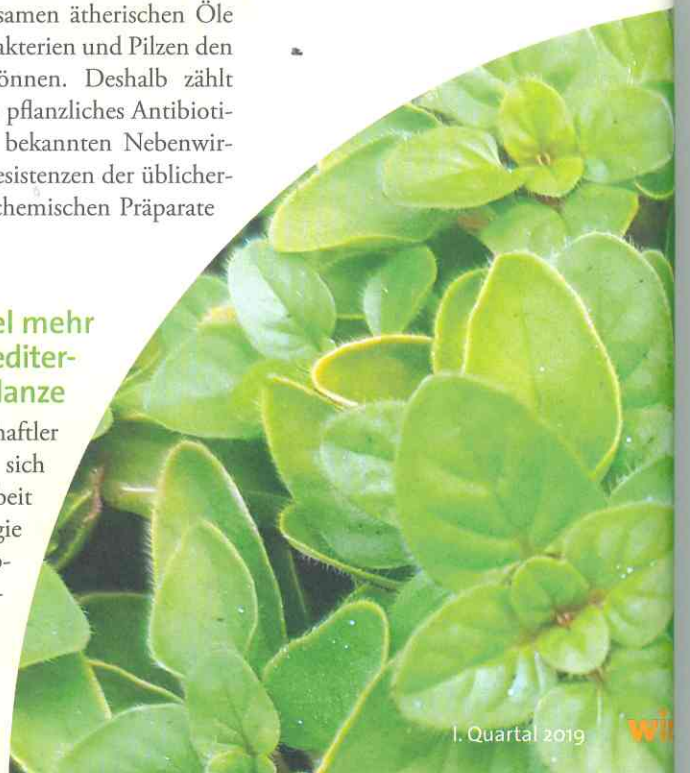 samen ätherischen Öle
akterien und Pilzen den
önnen. Deshalb zählt
pflanzliches Antibioti-
bekannten Nebenwir-
esistenzen der üblicher-
chemischen Präparate
el mehr
editer-
lanze
haftler
sich
beit
gie
-
-
I. Quartal 2019
wis